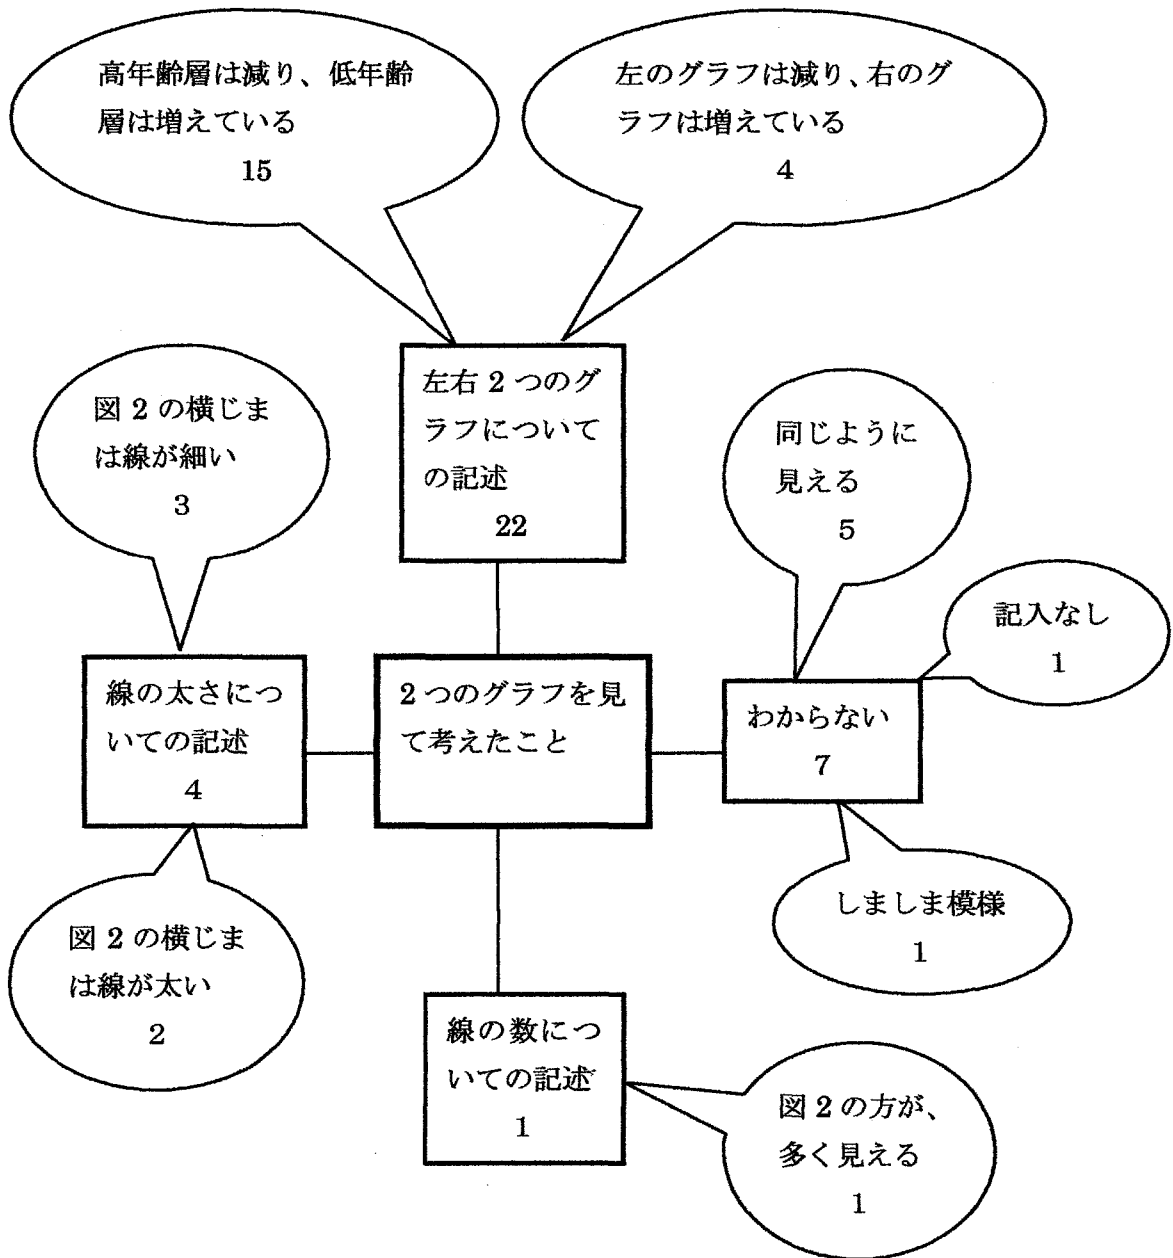 高年齢層は減り、低年齢
層は増えている
15
左のグラフは減り、右のグ
ラフは増えている
4
左右 2 つのグ
ラフについて
の記述
22
図 2 の横じま
は線が細い
3
同じように
見える
5
記入なし
1
線の太さにつ
いての記述
4
2 つのグラフを見
て考えたこと
わからない
7
しましま模様
1
図 2 の横じま
は線が太い
2
線の数につ
いての記述
1
図 2 の方が、
多く見える
1